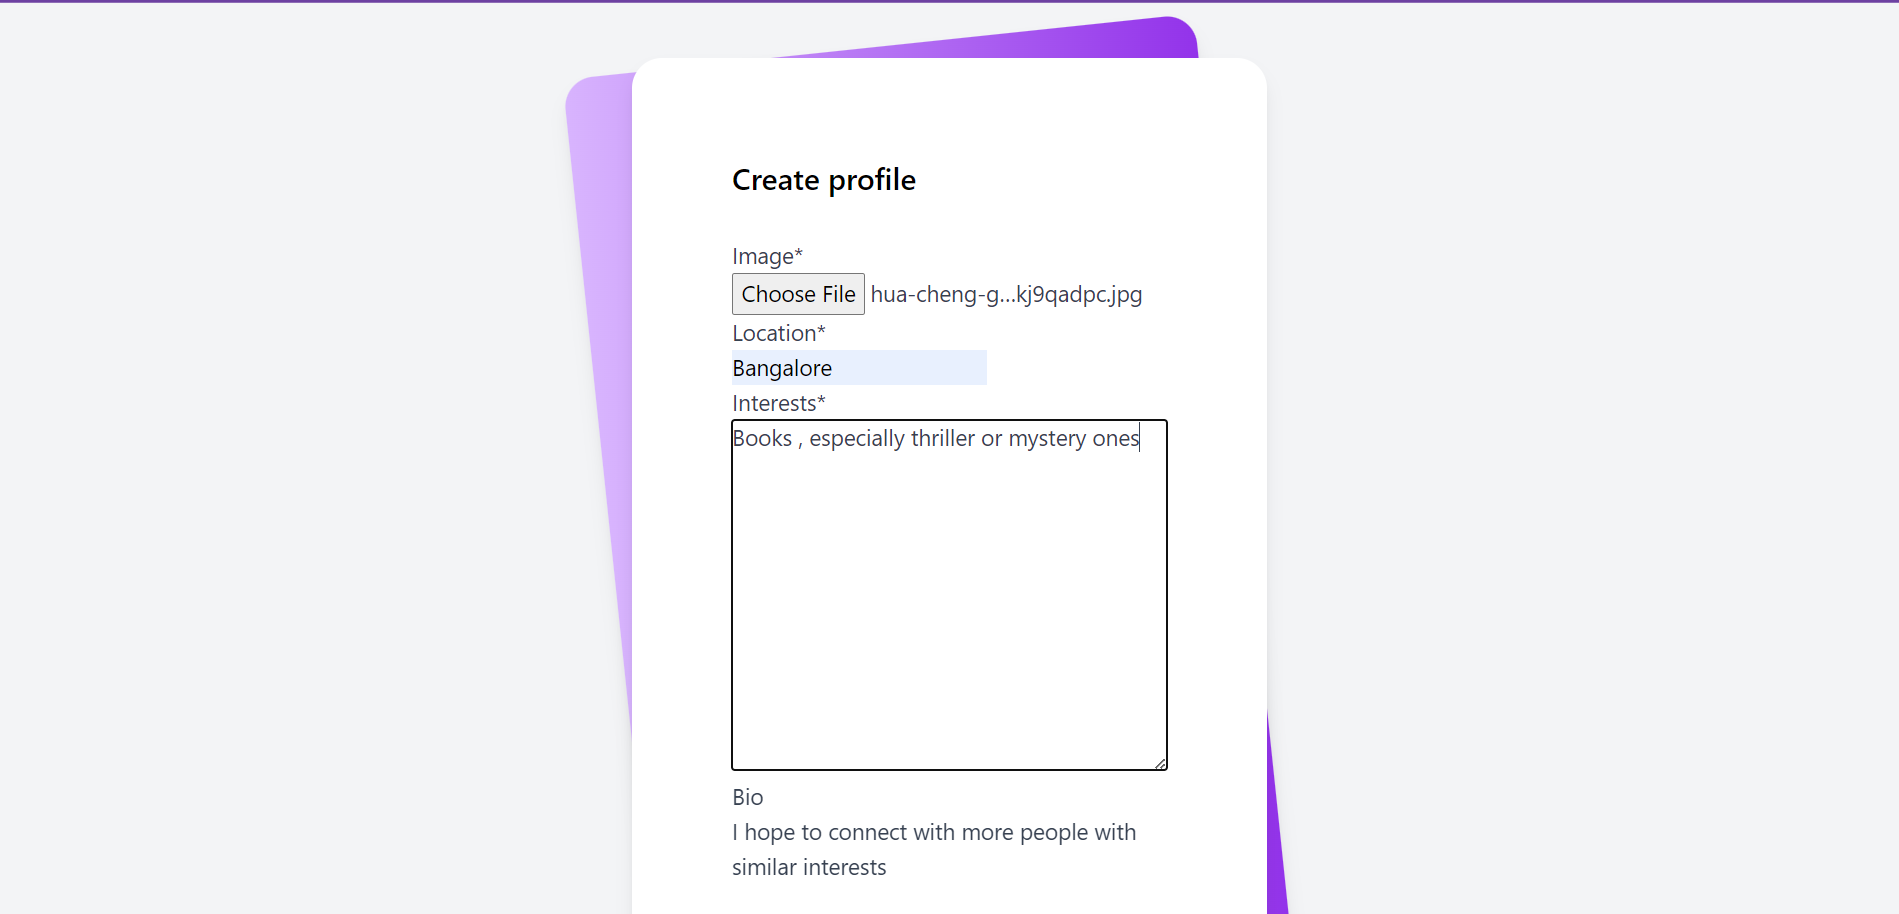 Create profile
Image*
Choose File hua-cheng-g...kj9qadpc.jpg
Location*
Bangalore
Interests*
Books , especially thriller or mystery ones
Bio
I hope to connect with more people with
similar interests